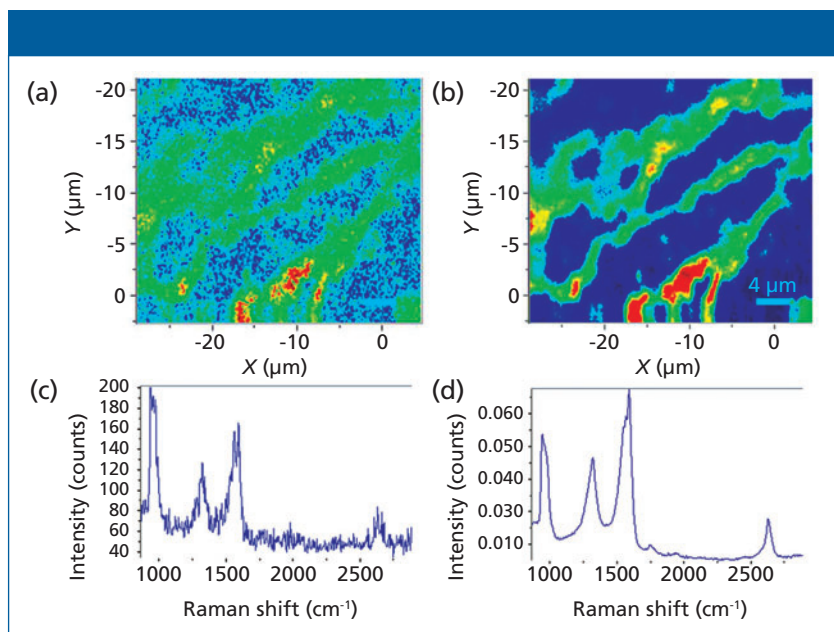 (a)
(b)
-20
-15
-10
-5
0
Y (µm)
-20
-10
0
X (µm)
-20
-15
-10
-5
0
Y (µm)
4 µm
-20
-10
0
X (µm)
(c)
(d)
200
180
160
140
120
100
80
60
40
Intensity (counts)
1000
1500
2000
2500
Raman shift (cm⁻¹)
0.060
0.050
0.040
0.030
0.010
Intensity (counts)
1000
1500
2000
2500
Raman shift (cm⁻¹)